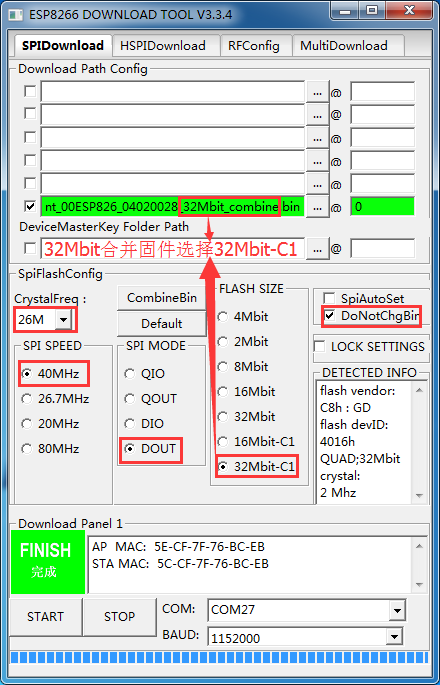 ESP8266 DOWNLOAD TOOL V3.3.4
SPIDownload HSPIDownload RFConfig MultiDownload
Download Path Config
... @
... @
... @
... @
nt_00ESP826_04020028_32Mbit_combine.bin ... @ 0
DeviceMasterKey Folder Path
32Mbit合并固件选择32Mbit-C1 ... @
SpiFlashConfig
CrystalFreq :
26M
CombineBin
Default
SPI SPEED
40MHz
26.7MHz
20MHz
80MHz
SPI MODE
QIO
QOUT
DIO
DOUT
FLASH SIZE
4Mbit
2Mbit
8Mbit
16Mbit
32Mbit
16Mbit-C1
32Mbit-C1
SpiAutoSet
DoNotChgBin
LOCK SETTINGS
DETECTED INFO
flash vendor:
C8h : GD
flash devID:
4016h
QUAD;32Mbit
crystal:
2 Mhz
Download Panel 1
FINISH
完成
AP MAC: 5E-CF-7F-76-BC-EB
STA MAC: 5C-CF-7F-76-BC-EB
START STOP
COM: COM27
BAUD: 1152000